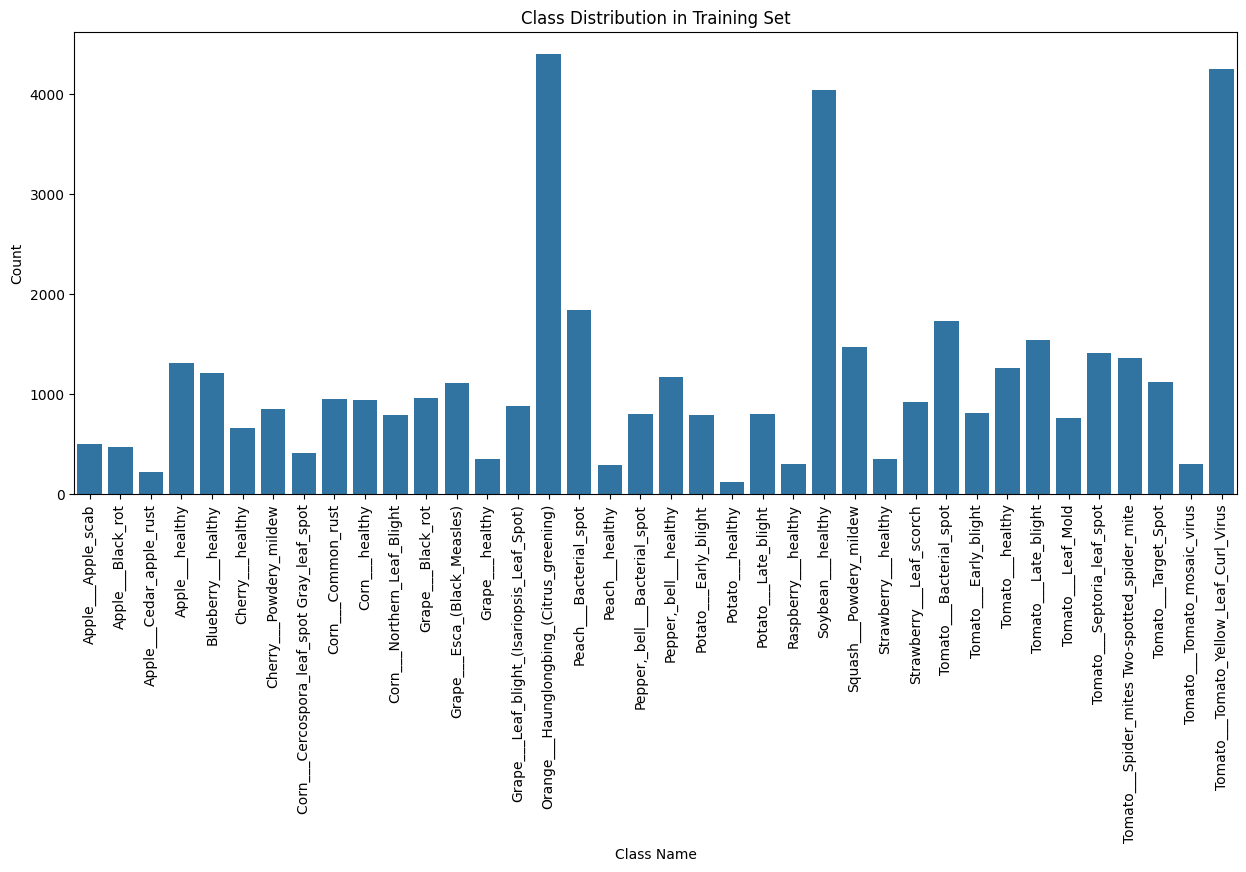 Class Distribution in Training Set
Count
4000
3000
2000
1000
0
Apple___Apple_scab
Apple___Black_rot
Apple___Cedar_apple_rust
Apple___healthy
Blueberry___healthy
Cherry___healthy
Cherry___Powdery_mildew
Corn___Cercospora_leaf_spot Gray_leaf_spot
Corn___Common_rust
Corn___healthy
Corn___Northern_Leaf_Blight
Grape___Black_rot
Grape___Esca_(Black_Measles)
Grape___healthy
Grape___Leaf_blight_(Isariopsis_Leaf_Spot)
Orange___Haunglongbing_(Citrus_greening)
Peach___Bacterial_spot
Peach___healthy
Pepper,_bell___Bacterial_spot
Pepper,_bell___healthy
Potato___Early_blight
Potato___healthy
Potato___Late_blight
Raspberry___healthy
Soybean___healthy
Squash___Powdery_mildew
Strawberry___healthy
Strawberry___Leaf_scorch
Tomato___Bacterial_spot
Tomato___Early_blight
Tomato___healthy
Tomato___Late_blight
Tomato___Leaf_Mold
Tomato___Septoria_leaf_spot
Tomato___Spider_mites Two-spotted_spider_mite
Tomato___Target_Spot
Tomato___Tomato_mosaic_virus
Tomato___Tomato_Yellow_Leaf_Curl_Virus
Class Name